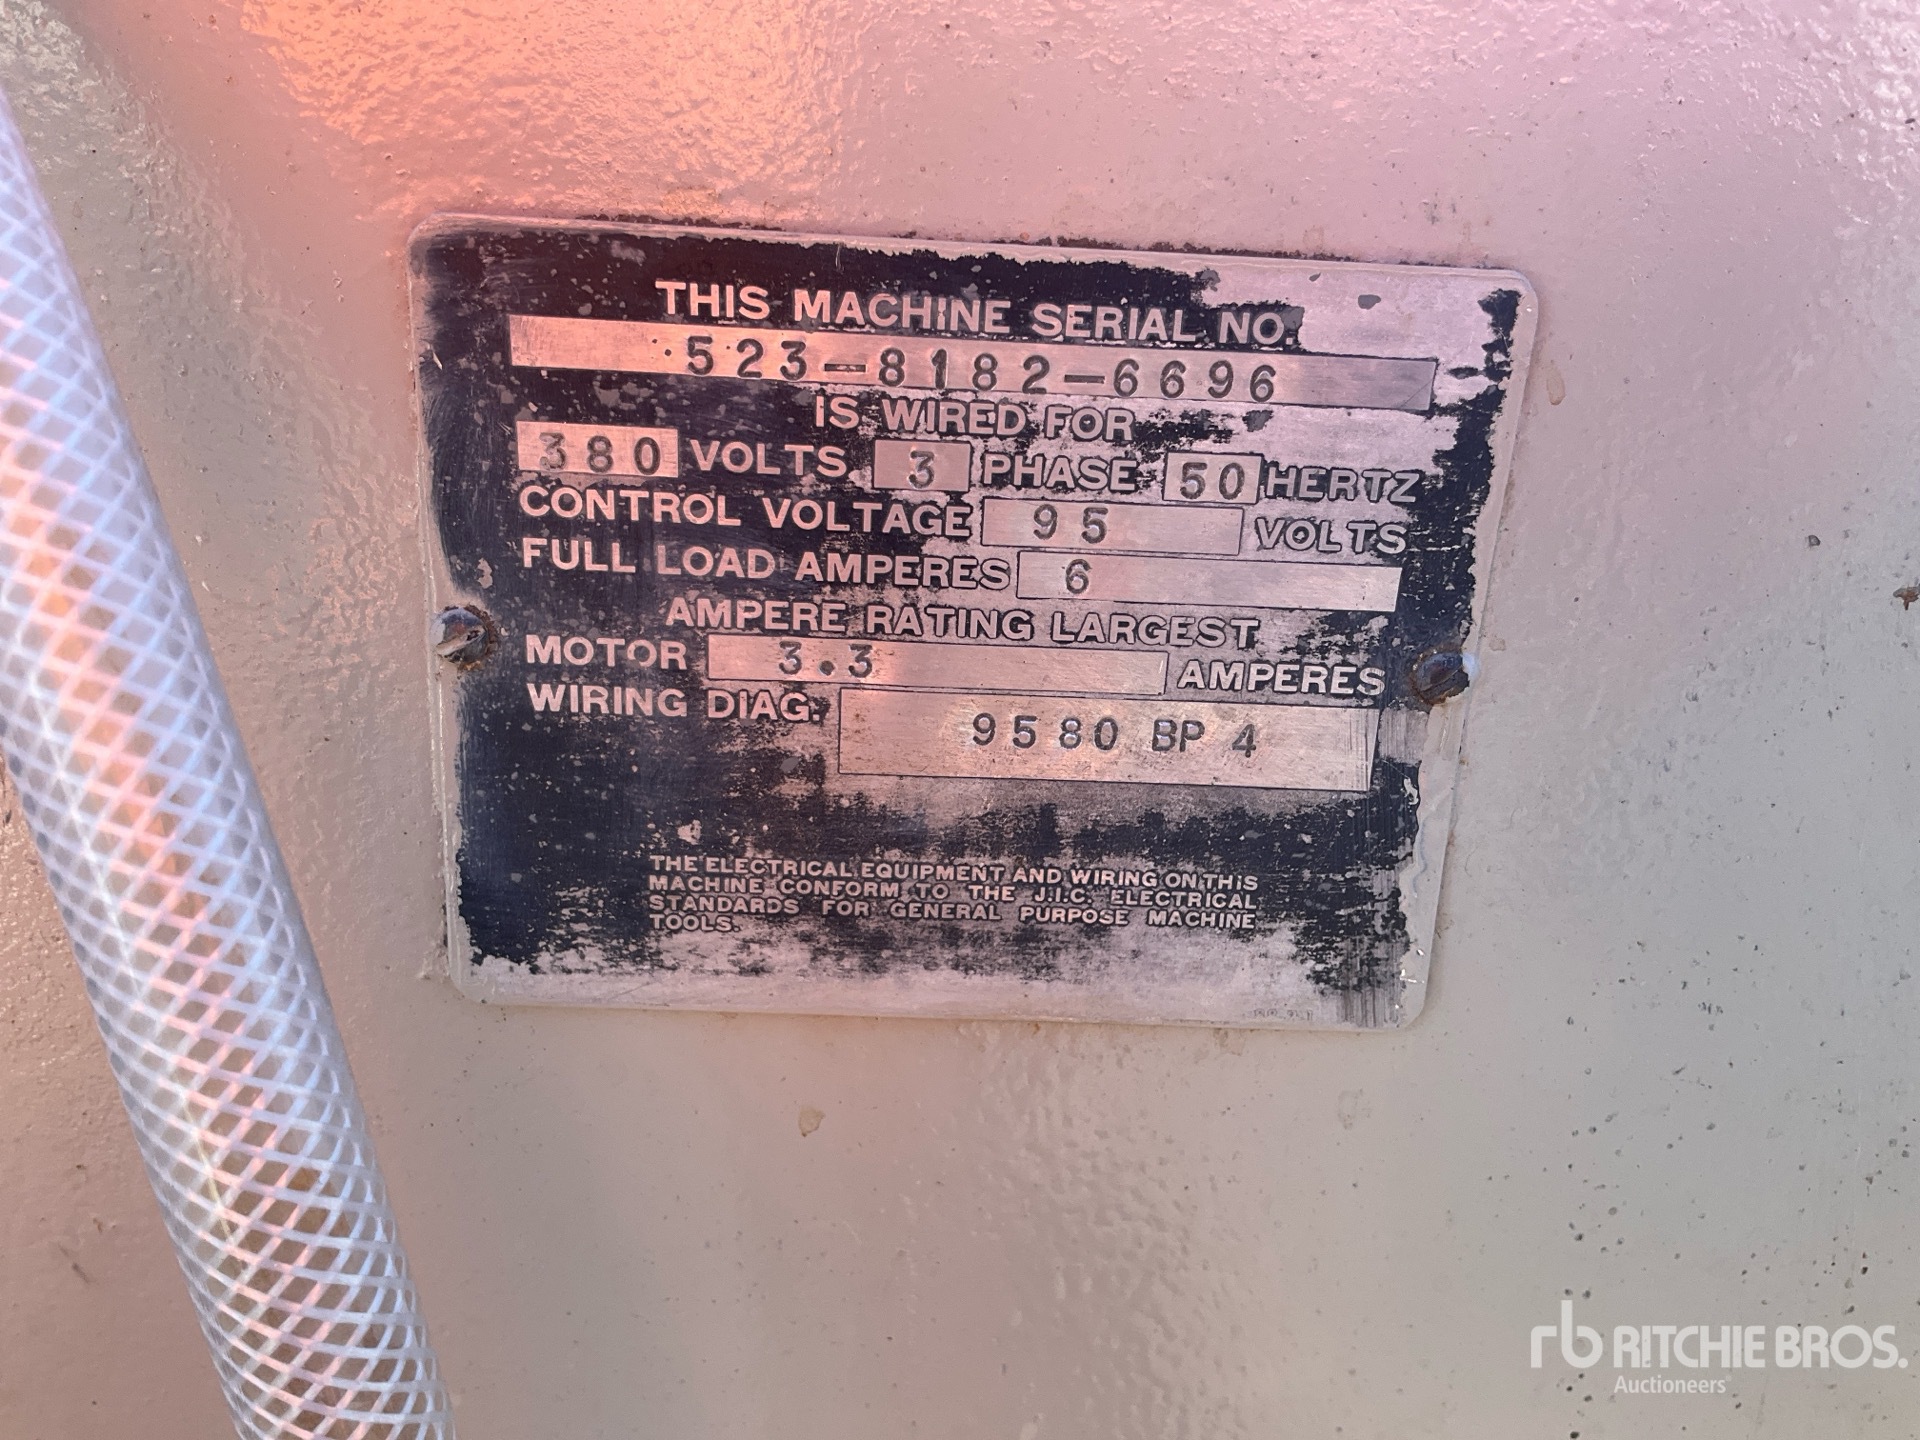 THIS MACHINE SERIAL NO.
523-8182-6696
IS WIRED FOR
380 VOLTS 3 PHASE 50 HERTZ
CONTROL VOLTAGE 95 VOLTS
FULL LOAD AMPERES 6
AMPERE RATING LARGEST
MOTOR 3.3 AMPERES
WIRING DIAG. 9580 BP 4
THE ELECTRICAL EQUIPMENT AND WIRING ON THIS
MACHINE CONFORM TO THE J.I.C. ELECTRICAL
STANDARDS FOR GENERAL PURPOSE MACHINE
TOOLS.
rb RITCHIE BROS.
Auctioneers